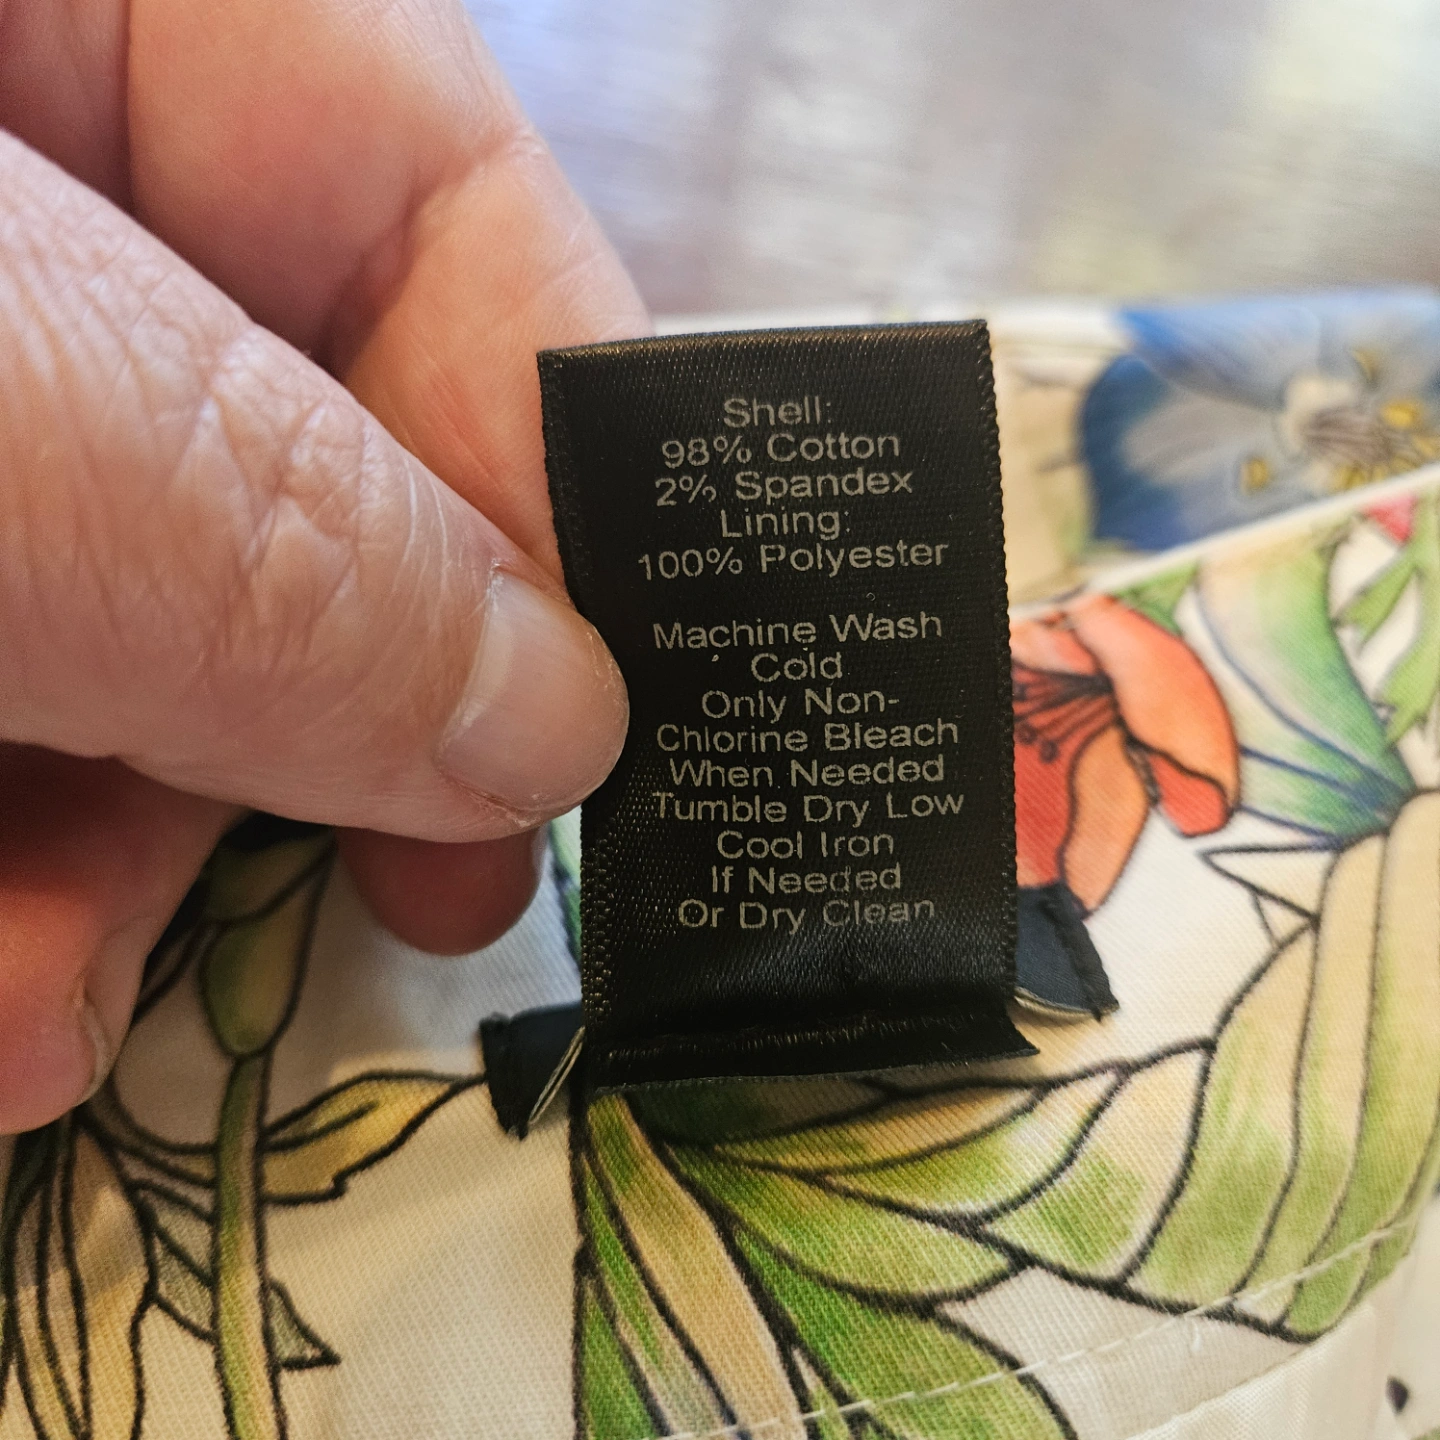 Shell:
98% Cotton
2% Spandex
Lining:
100% Polyester
Machine Wash
Cold
Only Non-
Chlorine Bleach
When Needed
Tumble Dry Low
Cool Iron
If Needed
Or Dry Clean